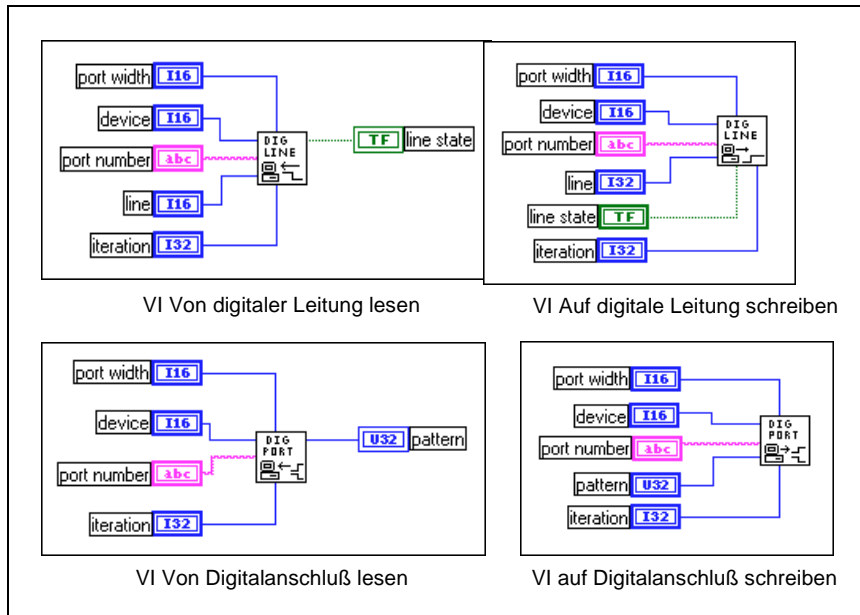 port width I16
device I16
port number abc
line I16
iteration I32
DIG
LINE
TF line state
VI Von digitaler Leitung lesen
port width I16
device I16
port number abc
line I32
line state TF
iteration I32
DIG
LINE
VI Auf digitale Leitung schreiben
port width I16
device I16
port number abc
iteration I32
DIG
PORT
U32 pattern
VI Von Digitalanschluß lesen
port width I16
device I16
port number abc
pattern U32
iteration I32
DIG
PORT
VI auf Digitalanschluß schreiben